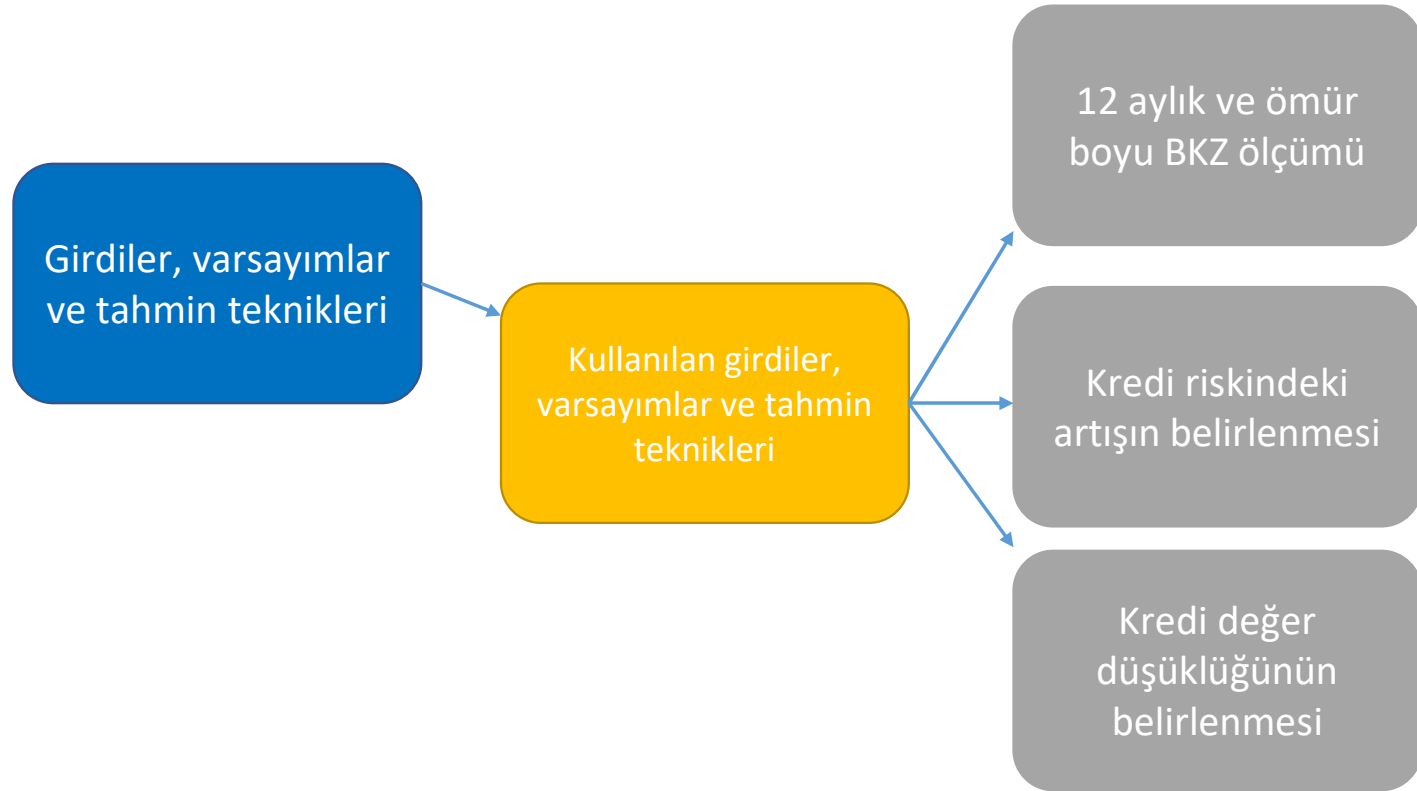 Girdiler, varsayımlar
ve tahmin teknikleri
Kullanılan girdiler,
varsayımlar ve tahmin
teknikleri
12 aylık ve ömür
boyu BKZ ölçümü
Kredi riskindeki
artışın belirlenmesi
Kredi değer
düşüklüğünün
belirlenmesi